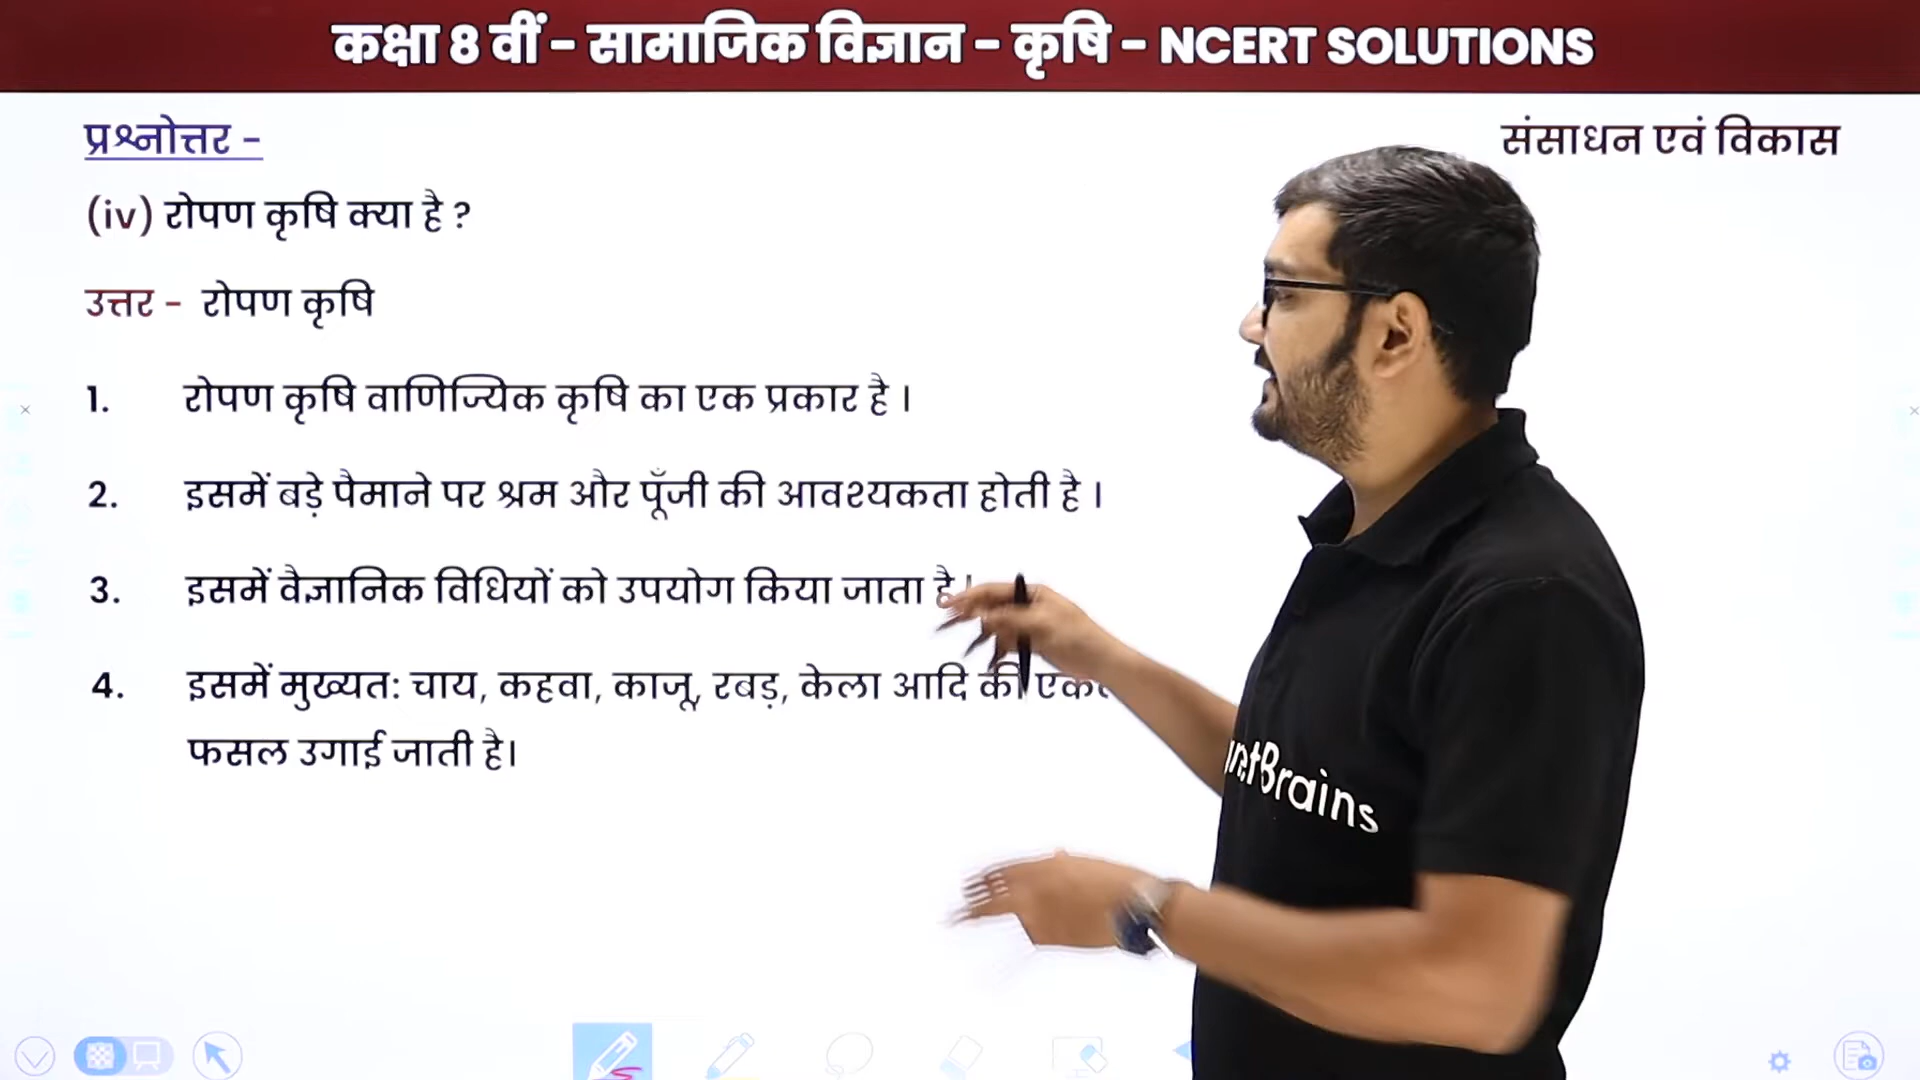 कक्षा 8 वीं - सामाजिक विज्ञान - कृषि - NCERT SOLUTIONS
प्रश्नोत्तर -
संसाधन एवं विकास
(iv) रोपण कृषि क्या है ?
उत्तर - रोपण कृषि
1. रोपण कृषि वाणिज्यिक कृषि का एक प्रकार है ।
2. इसमें बड़े पैमाने पर श्रम और पूँजी की आवश्यकता होती है ।
3. इसमें वैज्ञानिक विधियों को उपयोग किया जाता है ।
4. इसमें मुख्यत: चाय, कहवा, काजू, रबड़, केला आदि की
फसल उगाई जाती है।